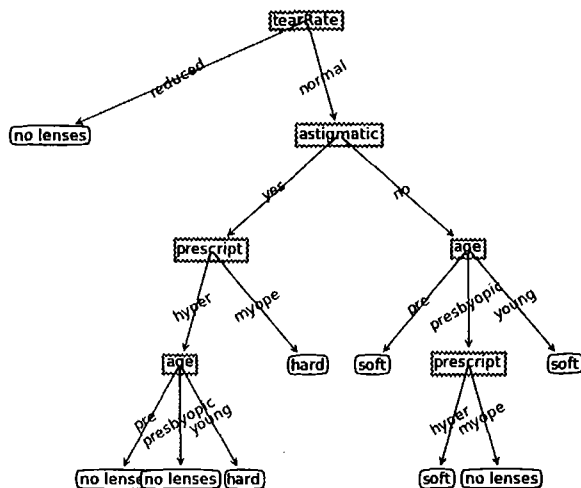 tearRate
reduced
normal
no lenses
astigmatic
yes
no
prescript
age
hyper
myope
pre
presbyopic
young
age
hard
soft
prescript
soft
pre
presbyopic
young
hyper
myope
no lense
no lenses
hard
soft
no lenses